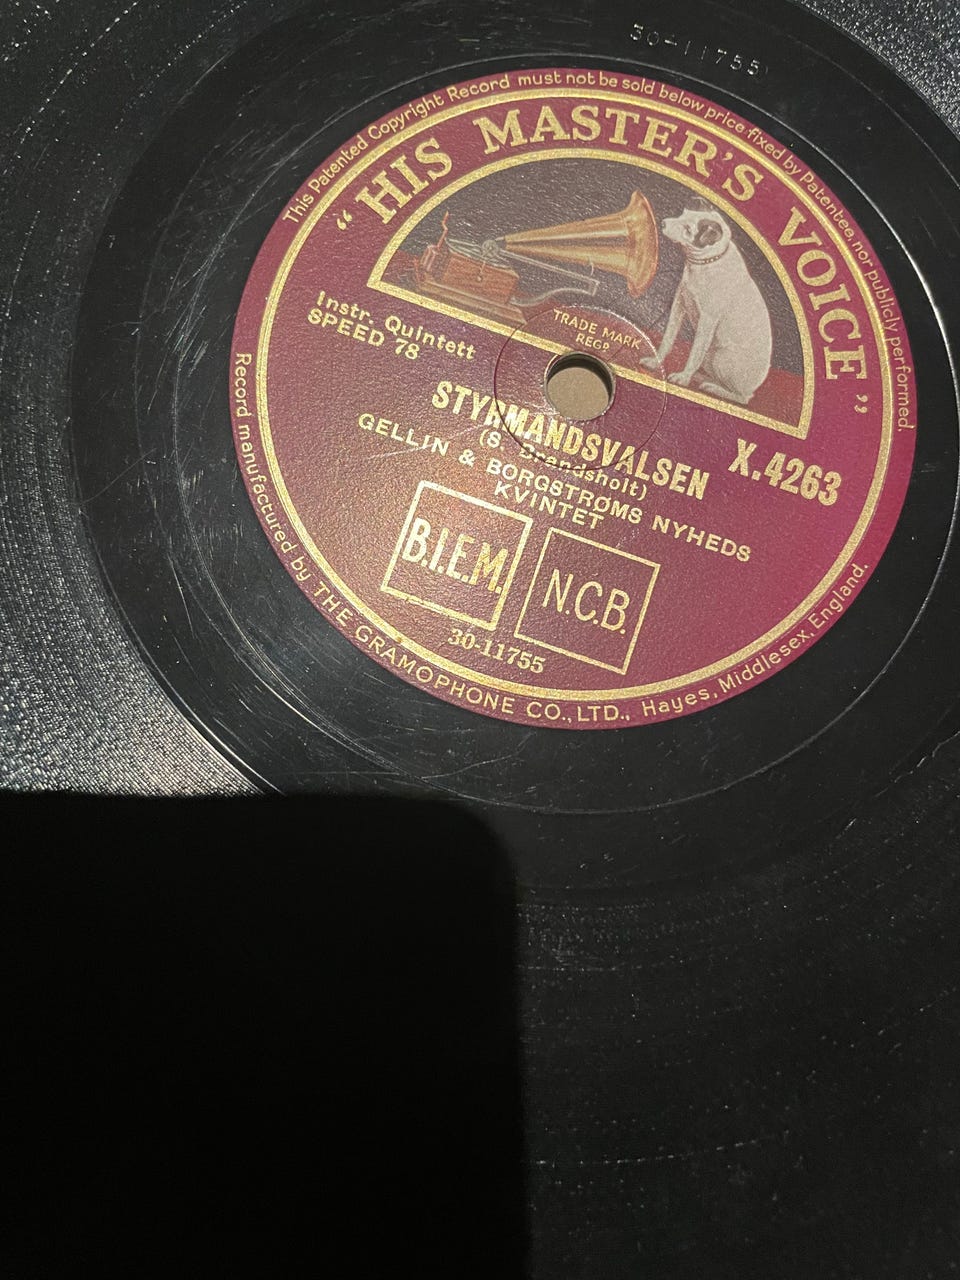 30-11755
This Patented Copyright Record must not be sold below price fixed by Patentee, nor publicly performed.
"HIS MASTER'S VOICE"
TRADE MARK
REGD
Instr. Quintett
SPEED 78
STYRMANDSVALSEN
(S. Brandsholt)
X.4263
GELLIN & BORGSTRØMS NYHEDS
KVINTET
B.I.E.M.
N.C.B.
30-11755
Record manufactured by THE GRAMOPHONE CO., LTD., Hayes, Middlesex, England.